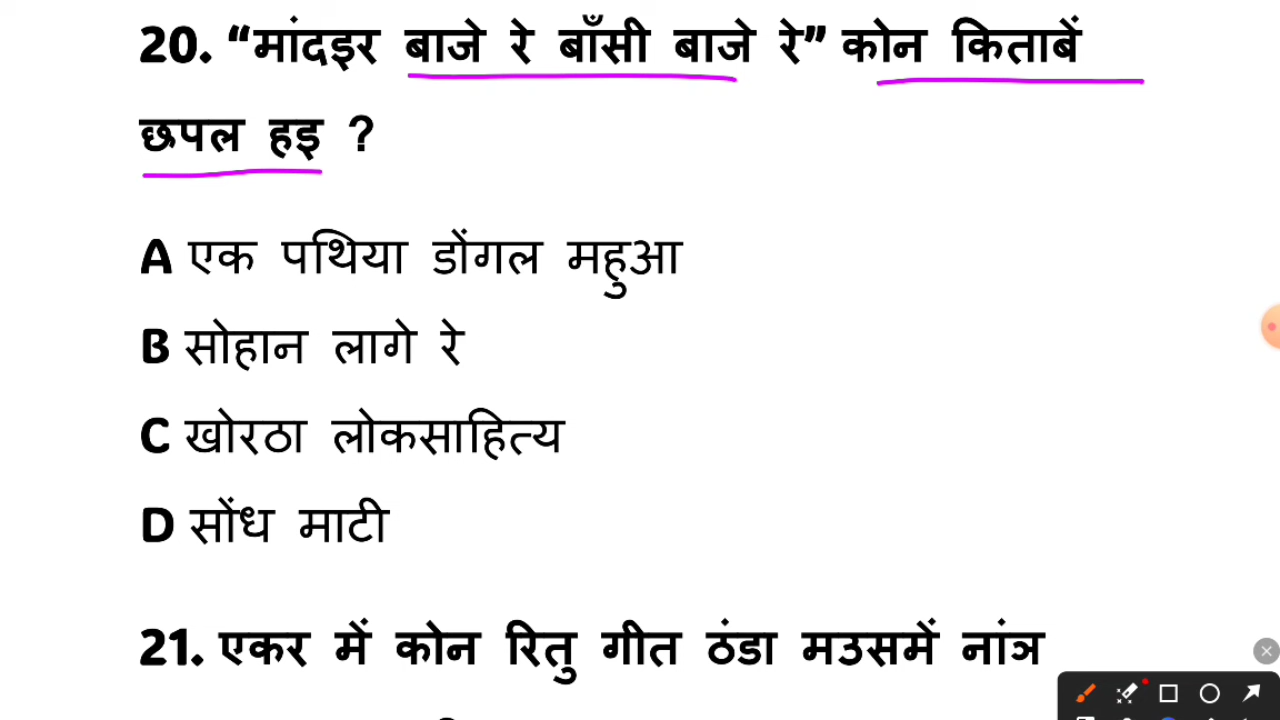 20. “मांदइर बाजे रे बाँसी बाजे रे” कोन किताबें
छपल हइ ?
A एक पथिया डोंगल महुआ
B सोहान लागे रे
C खोरठा लोकसाहित्य
D सोंध माटी
21. एकर में कोन रितु गीत ठंडा मउसमें नांञ